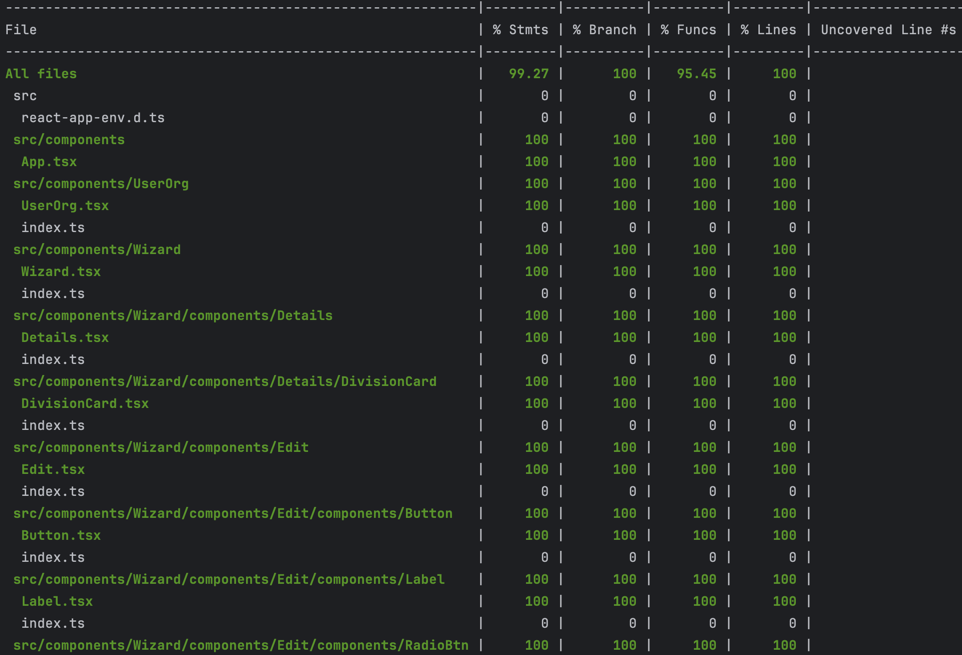 -----------------------------------------------------------|---------|----------|---------|---------|-------------------
File | % Stmts | % Branch | % Funcs | % Lines | Uncovered Line #s
-----------------------------------------------------------|---------|----------|---------|---------|-------------------
All files | 99.27 | 100 | 95.45 | 100 |
src | 0 | 0 | 0 | 0 |
react-app-env.d.ts | 0 | 0 | 0 | 0 |
src/components | 100 | 100 | 100 | 100 |
App.tsx | 100 | 100 | 100 | 100 |
src/components/UserOrg | 100 | 100 | 100 | 100 |
UserOrg.tsx | 100 | 100 | 100 | 100 |
index.ts | 0 | 0 | 0 | 0 |
src/components/Wizard | 100 | 100 | 100 | 100 |
Wizard.tsx | 100 | 100 | 100 | 100 |
index.ts | 0 | 0 | 0 | 0 |
src/components/Wizard/components/Details | 100 | 100 | 100 | 100 |
Details.tsx | 100 | 100 | 100 | 100 |
index.ts | 0 | 0 | 0 | 0 |
src/components/Wizard/components/Details/DivisionCard | 100 | 100 | 100 | 100 |
DivisionCard.tsx | 100 | 100 | 100 | 100 |
index.ts | 0 | 0 | 0 | 0 |
src/components/Wizard/components/Edit | 100 | 100 | 100 | 100 |
Edit.tsx | 100 | 100 | 100 | 100 |
index.ts | 0 | 0 | 0 | 0 |
src/components/Wizard/components/Edit/components/Button | 100 | 100 | 100 | 100 |
Button.tsx | 100 | 100 | 100 | 100 |
index.ts | 0 | 0 | 0 | 0 |
src/components/Wizard/components/Edit/components/Label | 100 | 100 | 100 | 100 |
Label.tsx | 100 | 100 | 100 | 100 |
index.ts | 0 | 0 | 0 | 0 |
src/components/Wizard/components/Edit/components/RadioBtn | 100 | 100 | 100 | 100 |